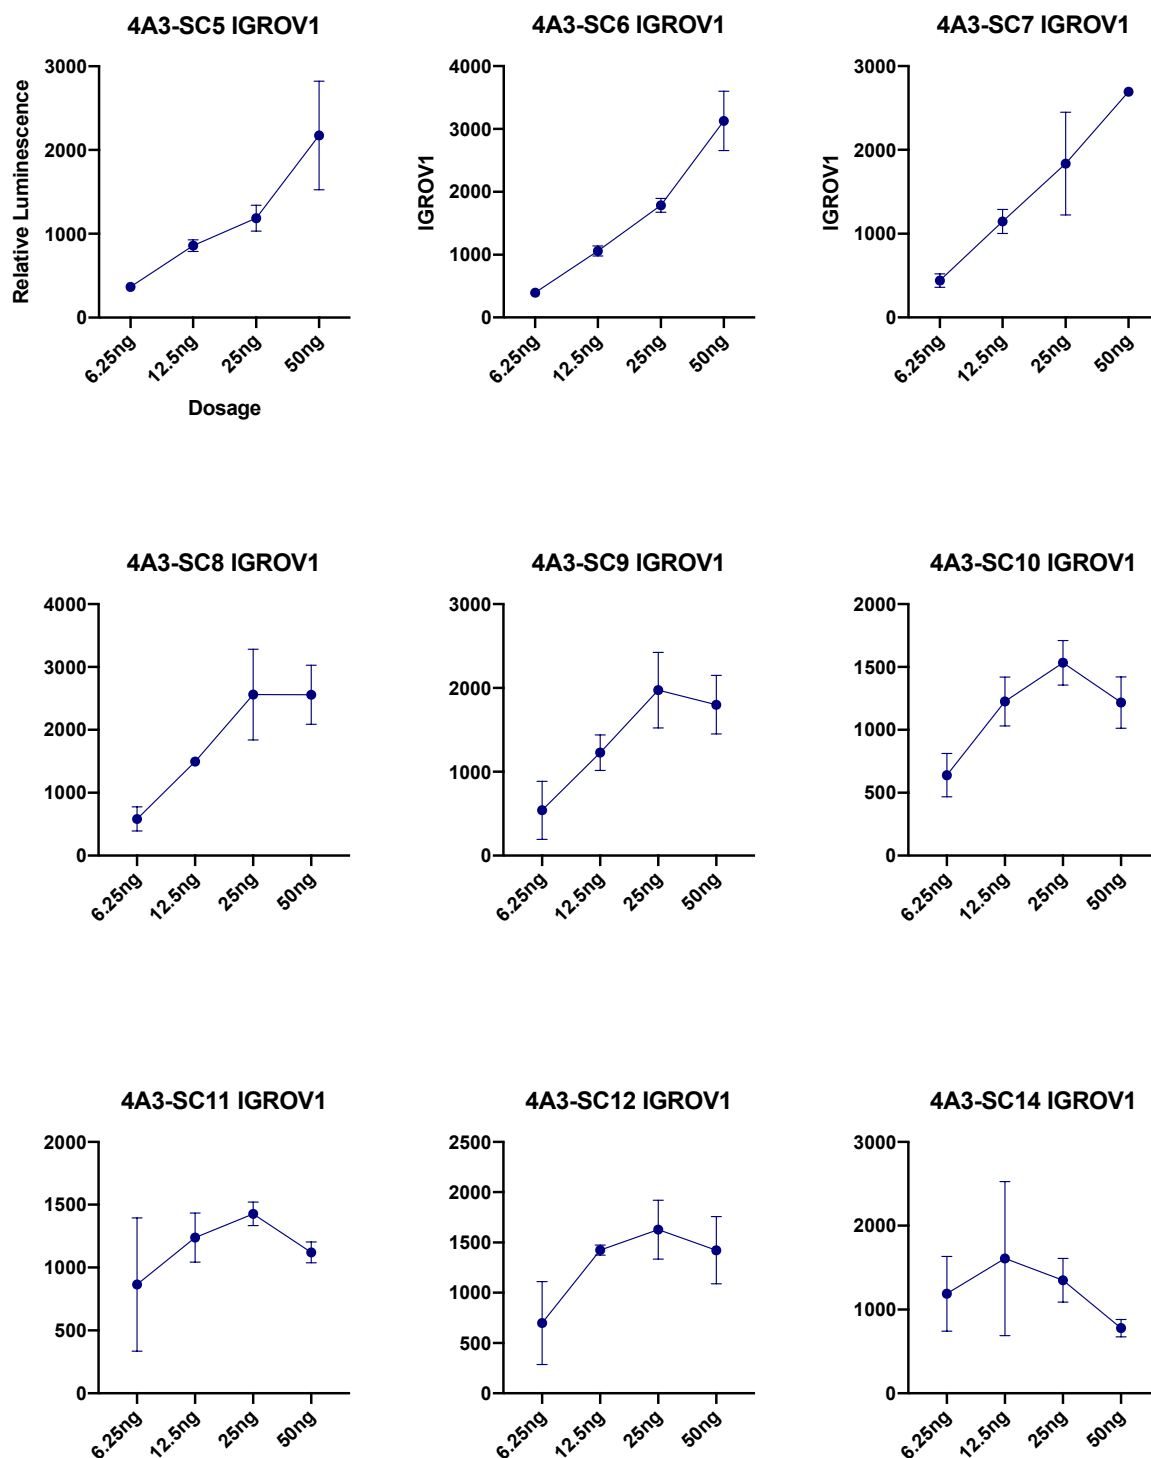 4A3-SC5 IGROV1
Relative Luminescence
3000
2000
1000
0
6.25ng
12.5ng
25ng
50ng
Dosage
4A3-SC6 IGROV1
IGROV1
4000
3000
2000
1000
0
6.25ng
12.5ng
25ng
50ng
4A3-SC7 IGROV1
IGROV1
3000
2000
1000
0
6.25ng
12.5ng
25ng
50ng
4A3-SC8 IGROV1
4000
3000
2000
1000
0
6.25ng
12.5ng
25ng
50ng
4A3-SC9 IGROV1
3000
2000
1000
0
6.25ng
12.5ng
25ng
50ng
4A3-SC10 IGROV1
2000
1500
1000
500
0
6.25ng
12.5ng
25ng
50ng
4A3-SC11 IGROV1
2000
1500
1000
500
0
6.25ng
12.5ng
25ng
50ng
4A3-SC12 IGROV1
2500
2000
1500
1000
500
0
6.25ng
12.5ng
25ng
50ng
4A3-SC14 IGROV1
3000
2000
1000
0
6.25ng
12.5ng
25ng
50ng